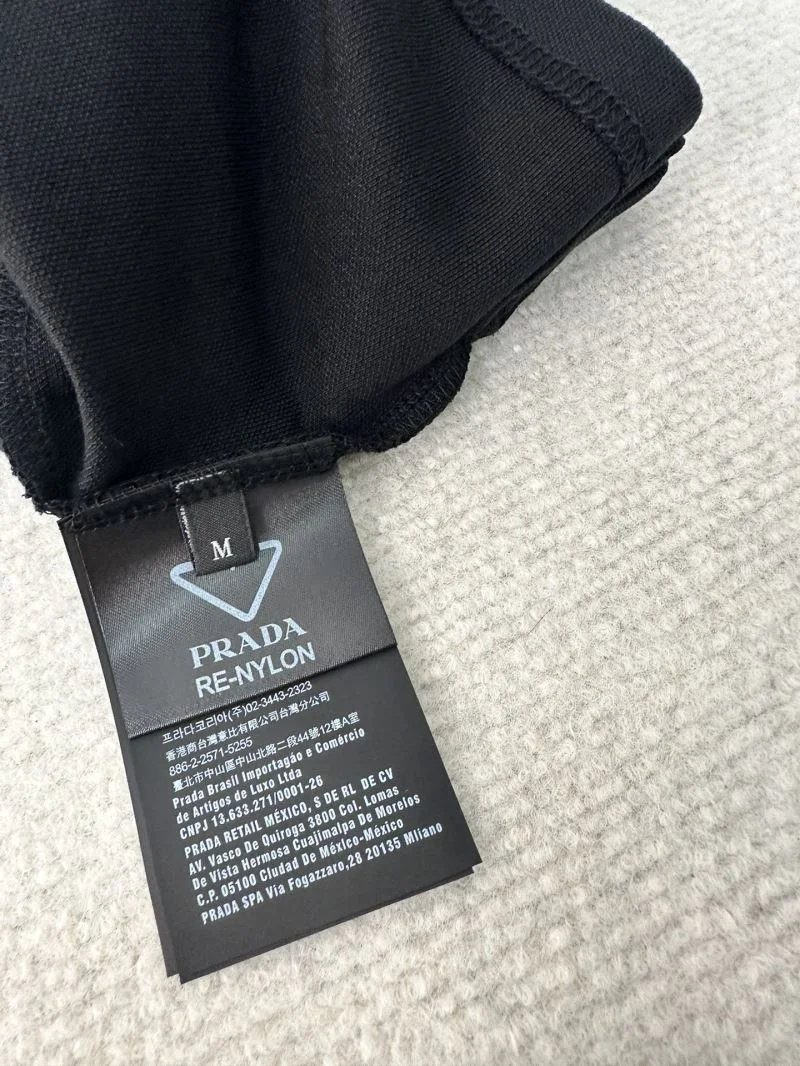 M
PRADA
RE-NYLON
프라다코리아(주)02-3443-2323
香港商台灣意比有限公司台灣分公司
886-2-2571-5255
臺北市中山區中山北路二段44號12樓A室
Prada Brasil Importagão e Comércio
de Artigos de Luxo Ltda
CNPJ 13.633.271/0001-26
PRADA RETAIL MÉXICO, S DE RL DE CV
AV. Vasco De Quiroga 3800 Col. Lomas
De Vista Hermosa Cuajimalpa De Morelos
C.P. 05100 Ciudad De México-México
PRADA SPA Via Fogazzaro,28 20135 Milano